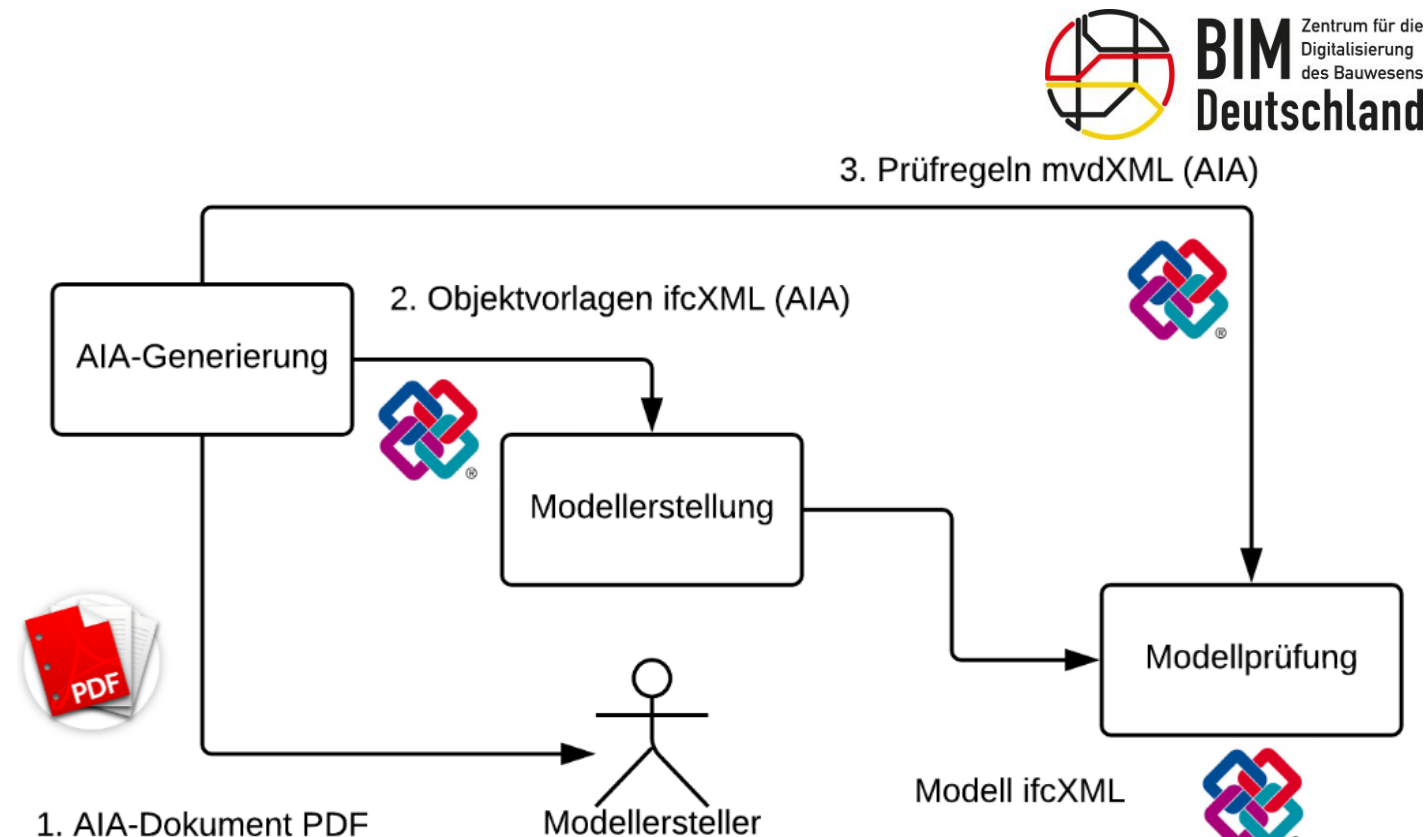 BIM
Deutschland
Zentrum für die
Digitalisierung
des Bauwesens
3. Prüfregeln mvdXML (AIA)
2. Objektvorlagen ifcXML (AIA)
®
AIA-Generierung
®
Modellerstellung
Modellprüfung
PDF
Modell ifcXML
1. AIA-Dokument PDF
Modellersteller